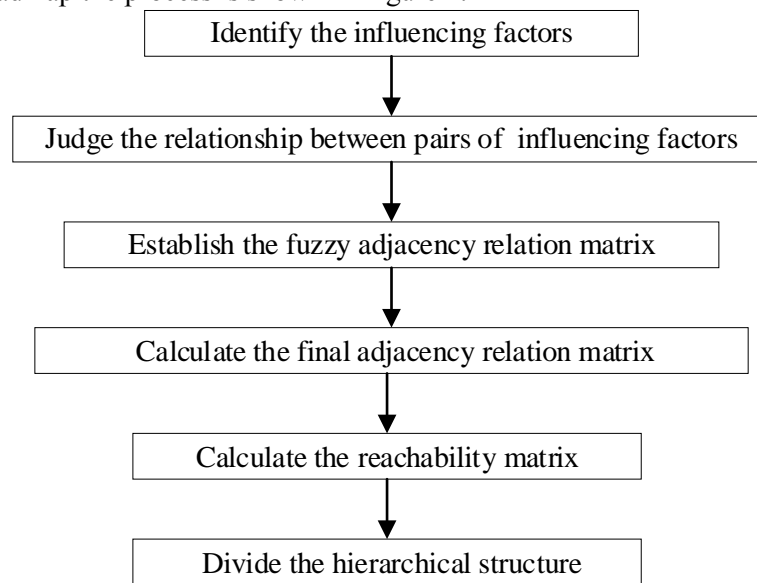 Identify the influencing factors
Judge the relationship between pairs of influencing factors
Establish the fuzzy adjacency relation matrix
Calculate the final adjacency relation matrix
Calculate the reachability matrix
Divide the hierarchical structure